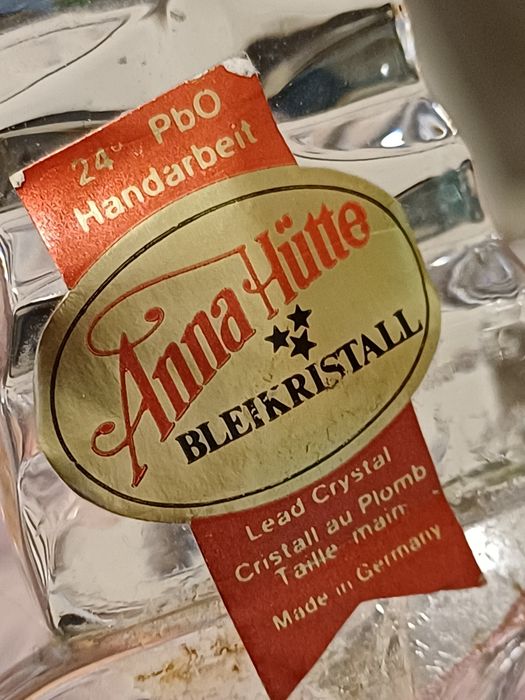 24% PbO
Handarbeit
Anna Hütte
BLEIKRISTALL
Lead Crystal
Cristall au Plomb
Taille main
Made in Germany